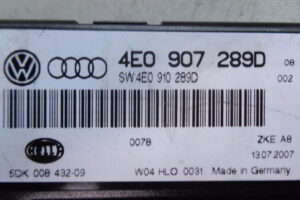 4E0 907 289D
08
SW:4E0 910 289D
002
0078
ZKE A8
13.07.2007
5DK 008 432-09
W04 HLO 0031
Made in Germany